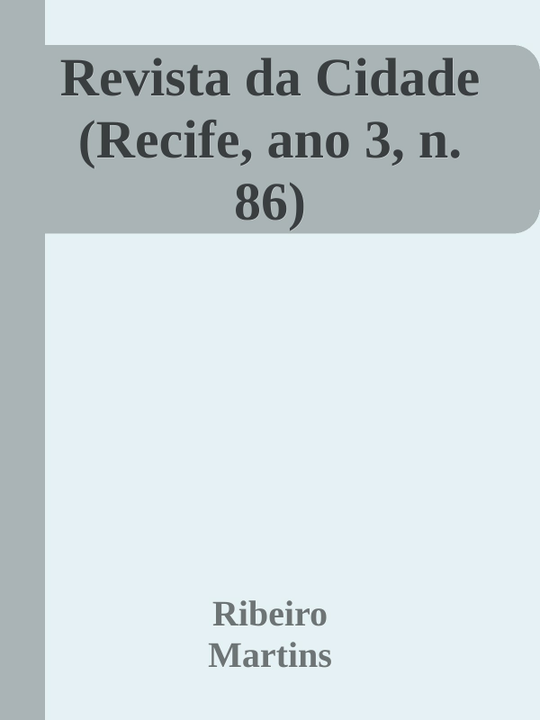 Revista da Cidade
(Recife, ano 3, n.
86)
Ribeiro
Martins